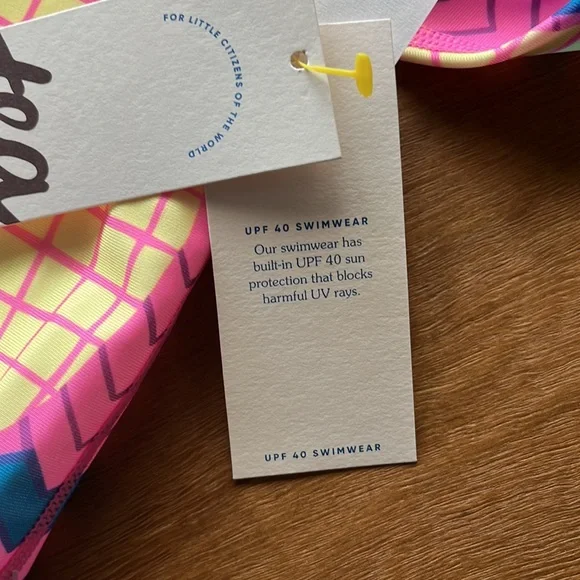 FOR LITTLE CITIZENS OF THE WORLD
UPF 40 SWIMWEAR
Our swimwear has
built-in UPF 40 sun
protection that blocks
harmful UV rays.
UPF 40 SWIMWEAR